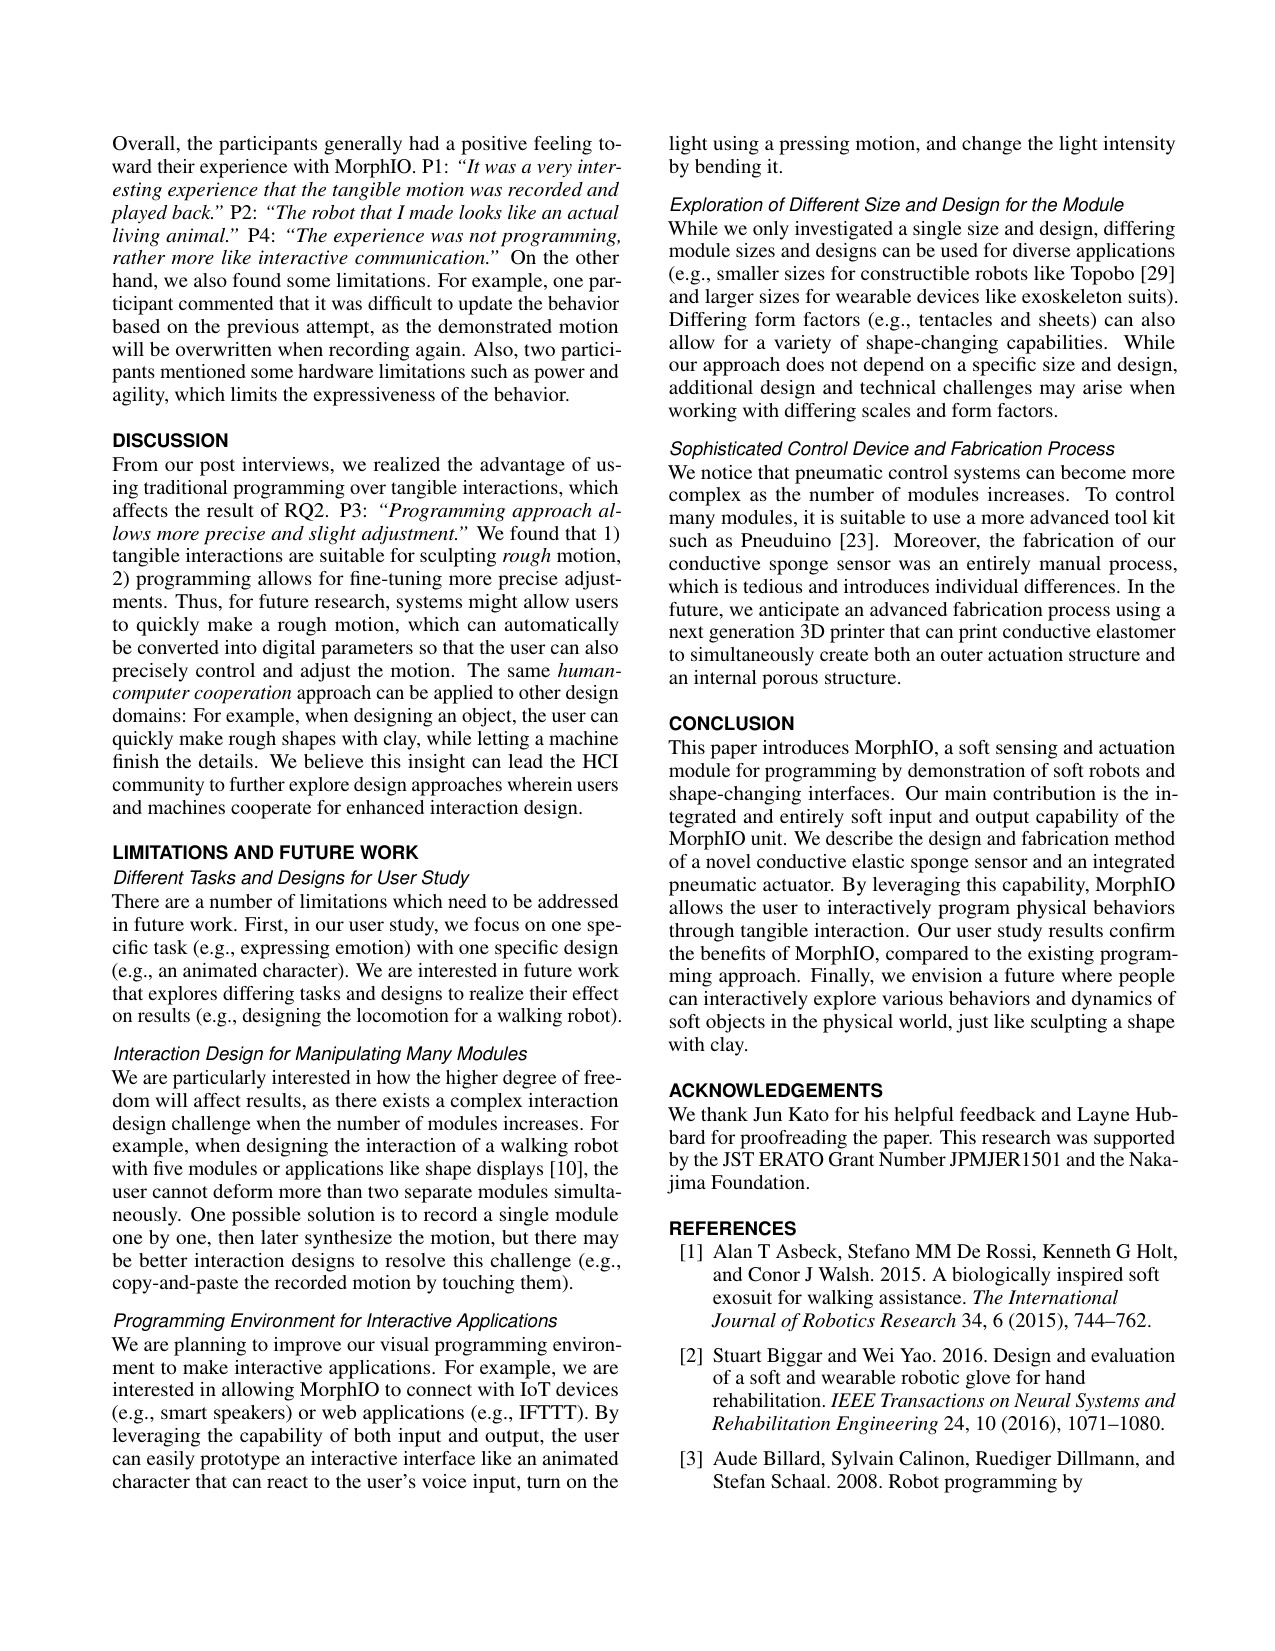 Overall, the participants generally had a positive feeling to-
ward their experience with MorphIO. P1: “It was a very inter-
esting experience that the tangible motion was recorded and
played back.” P2: “The robot that I made looks like an actual
living animal.” P4: “The experience was not programming,
rather more like interactive communication.” On the other
hand, we also found some limitations. For example, one par-
ticipant commented that it was difficult to update the behavior
based on the previous attempt, as the demonstrated motion
will be overwritten when recording again. Also, two partici-
pants mentioned some hardware limitations such as power and
agility, which limits the expressiveness of the behavior.
DISCUSSION
From our post interviews, we realized the advantage of us-
ing traditional programming over tangible interactions, which
affects the result of RQ2. P3: “Programming approach al-
lows more precise and slight adjustment.” We found that 1)
tangible interactions are suitable for sculpting rough motion,
2) programming allows for fine-tuning more precise adjust-
ments. Thus, for future research, systems might allow users
to quickly make a rough motion, which can automatically
be converted into digital parameters so that the user can also
precisely control and adjust the motion. The same human-
computer cooperation approach can be applied to other design
domains: For example, when designing an object, the user can
quickly make rough shapes with clay, while letting a machine
finish the details. We believe this insight can lead the HCI
community to further explore design approaches wherein users
and machines cooperate for enhanced interaction design.
LIMITATIONS AND FUTURE WORK
Different Tasks and Designs for User Study
There are a number of limitations which need to be addressed
in future work. First, in our user study, we focus on one spe-
cific task (e.g., expressing emotion) with one specific design
(e.g., an animated character). We are interested in future work
that explores differing tasks and designs to realize their effect
on results (e.g., designing the locomotion for a walking robot).
Interaction Design for Manipulating Many Modules
We are particularly interested in how the higher degree of free-
dom will affect results, as there exists a complex interaction
design challenge when the number of modules increases. For
example, when designing the interaction of a walking robot
with five modules or applications like shape displays [10], the
user cannot deform more than two separate modules simulta-
neously. One possible solution is to record a single module
one by one, then later synthesize the motion, but there may
be better interaction designs to resolve this challenge (e.g.,
copy-and-paste the recorded motion by touching them).
Programming Environment for Interactive Applications
We are planning to improve our visual programming environ-
ment to make interactive applications. For example, we are
interested in allowing MorphIO to connect with IoT devices
(e.g., smart speakers) or web applications (e.g., IFTTT). By
leveraging the capability of both input and output, the user
can easily prototype an interactive interface like an animated
character that can react to the user’s voice input, turn on the
light using a pressing motion, and change the light intensity
by bending it.
Exploration of Different Size and Design for the Module
While we only investigated a single size and design, differing
module sizes and designs can be used for diverse applications
(e.g., smaller sizes for constructible robots like Topobo [29]
and larger sizes for wearable devices like exoskeleton suits).
Differing form factors (e.g., tentacles and sheets) can also
allow for a variety of shape-changing capabilities. While
our approach does not depend on a specific size and design,
additional design and technical challenges may arise when
working with differing scales and form factors.
Sophisticated Control Device and Fabrication Process
We notice that pneumatic control systems can become more
complex as the number of modules increases. To control
many modules, it is suitable to use a more advanced tool kit
such as Pneuduino [23]. Moreover, the fabrication of our
conductive sponge sensor was an entirely manual process,
which is tedious and introduces individual differences. In the
future, we anticipate an advanced fabrication process using a
next generation 3D printer that can print conductive elastomer
to simultaneously create both an outer actuation structure and
an internal porous structure.
CONCLUSION
This paper introduces MorphIO, a soft sensing and actuation
module for programming by demonstration of soft robots and
shape-changing interfaces. Our main contribution is the in-
tegrated and entirely soft input and output capability of the
MorphIO unit. We describe the design and fabrication method
of a novel conductive elastic sponge sensor and an integrated
pneumatic actuator. By leveraging this capability, MorphIO
allows the user to interactively program physical behaviors
through tangible interaction. Our user study results confirm
the benefits of MorphIO, compared to the existing program-
ming approach. Finally, we envision a future where people
can interactively explore various behaviors and dynamics of
soft objects in the physical world, just like sculpting a shape
with clay.
ACKNOWLEDGEMENTS
We thank Jun Kato for his helpful feedback and Layne Hub-
bard for proofreading the paper. This research was supported
by the JST ERATO Grant Number JPMJER1501 and the Naka-
jima Foundation.
REFERENCES
[1] Alan T Asbeck, Stefano MM De Rossi, Kenneth G Holt,
and Conor J Walsh. 2015. A biologically inspired soft
exosuit for walking assistance. The International
Journal of Robotics Research 34, 6 (2015), 744–762.
[2] Stuart Biggar and Wei Yao. 2016. Design and evaluation
of a soft and wearable robotic glove for hand
rehabilitation. IEEE Transactions on Neural Systems and
Rehabilitation Engineering 24, 10 (2016), 1071–1080.
[3] Aude Billard, Sylvain Calinon, Ruediger Dillmann, and
Stefan Schaal. 2008. Robot programming by